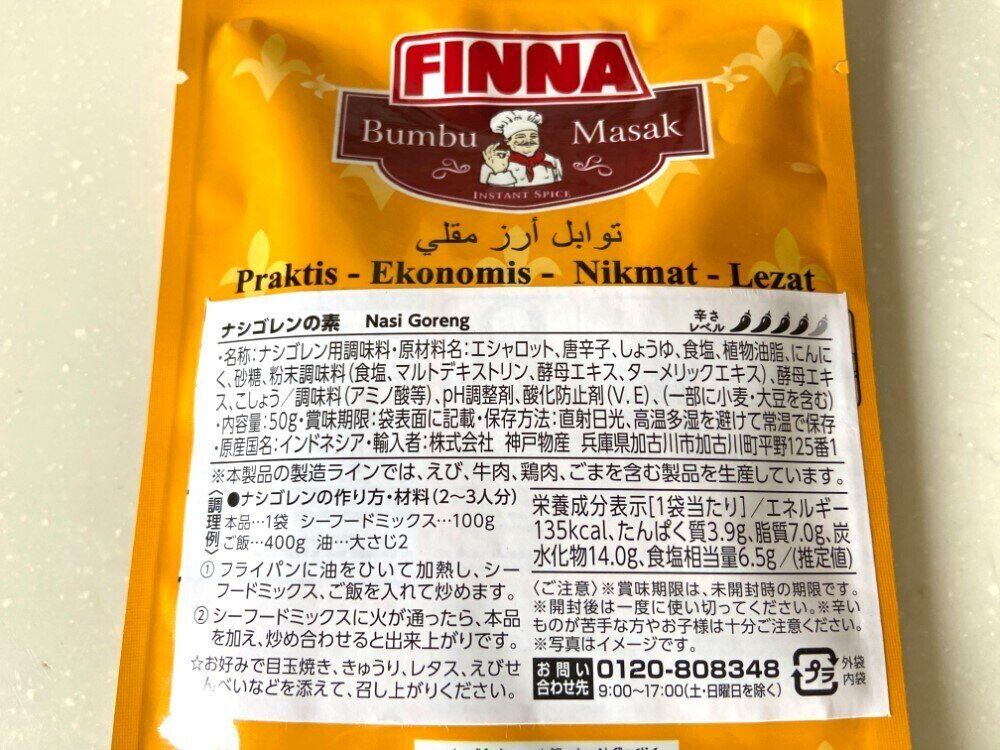 FINNA
Bumbu Masak
INSTANT SPICE
توابل أرز مقلي
Praktis - Ekonomis - Nikmat - Lezat
ナシゴレンの素 Nasi Goreng 辛さレベル
・名称:ナシゴレン用調味料・原材料名:エシャロット、唐辛子、しょうゆ、食塩、植物油脂、にんに
く、砂糖、粉末調味料(食塩、マルトデキストリン、酵母エキス、ターメリックエキス)、酵母エキ
ス、こしょう/調味料(アミノ酸等)、pH調整剤、酸化防止剤(V.E)、(一部に小麦・大豆を含む)
・内容量:50g・賞味期限:袋表面に記載・保存方法:直射日光、高温多湿を避けて常温で保存
・原産国名:インドネシア・輸入者:株式会社 神戸物産 兵庫県加古川市加古川町平野125番1
※本製品の製造ラインでは、えび、牛肉、鶏肉、ごまを含む製品を生産しています。
〈調理例〉
●ナシゴレンの作り方・材料(2~3人分)
本品…1袋 シーフードミックス…100g
ご飯…400g 油…大さじ2
①フライパンに油をひいて加熱し、シー
フードミックス、ご飯を入れて炒めます。
②シーフードミックスに火が通ったら、本品
を加え、炒め合わせると出来上がりです。
☆お好みで目玉焼き、きゅうり、レタス、えびせ
んべいなどを添えて、召し上がりください。
栄養成分表示[1袋当たり]/エネルギー
135kcal、たんぱく質3.9g、脂質7.0g、炭
水化物14.0g、食塩相当量6.5g/(推定値)
〈ご注意〉※賞味期限は、未開封時の期限です。
※開封後は一度に使い切ってください。※辛い
ものが苦手な方やお子様は十分ご注意ください。
※写真はイメージです。
お問い合わせ先 0120-808348
9:00~17:00(土・日曜日を除く)
プラ 外袋
内袋